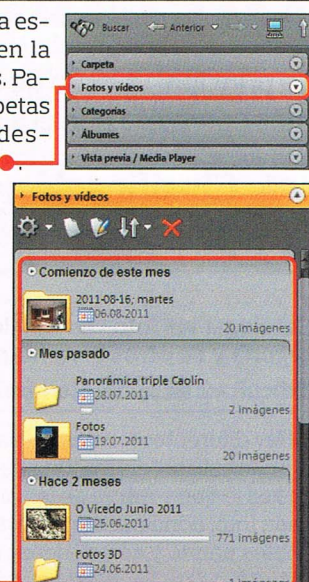 a es-
en la
s. Pa-
petas
des-
Buscar Anterior
Carpeta
Fotos y vídeos
Categorías
Álbumes
Vista previa / Media Player
Fotos y vídeos
Comienzo de este mes
2011-08-16; martes
06.08.2011
20 imágenes
Mes pasado
Panorámica triple Caolín
28.07.2011
2 imágenes
Fotos
19.07.2011
20 imágenes
Hace 2 meses
O Vicedo Junio 2011
25.06.2011
771 imágenes
Fotos 3D
24.06.2011
1 imágenes